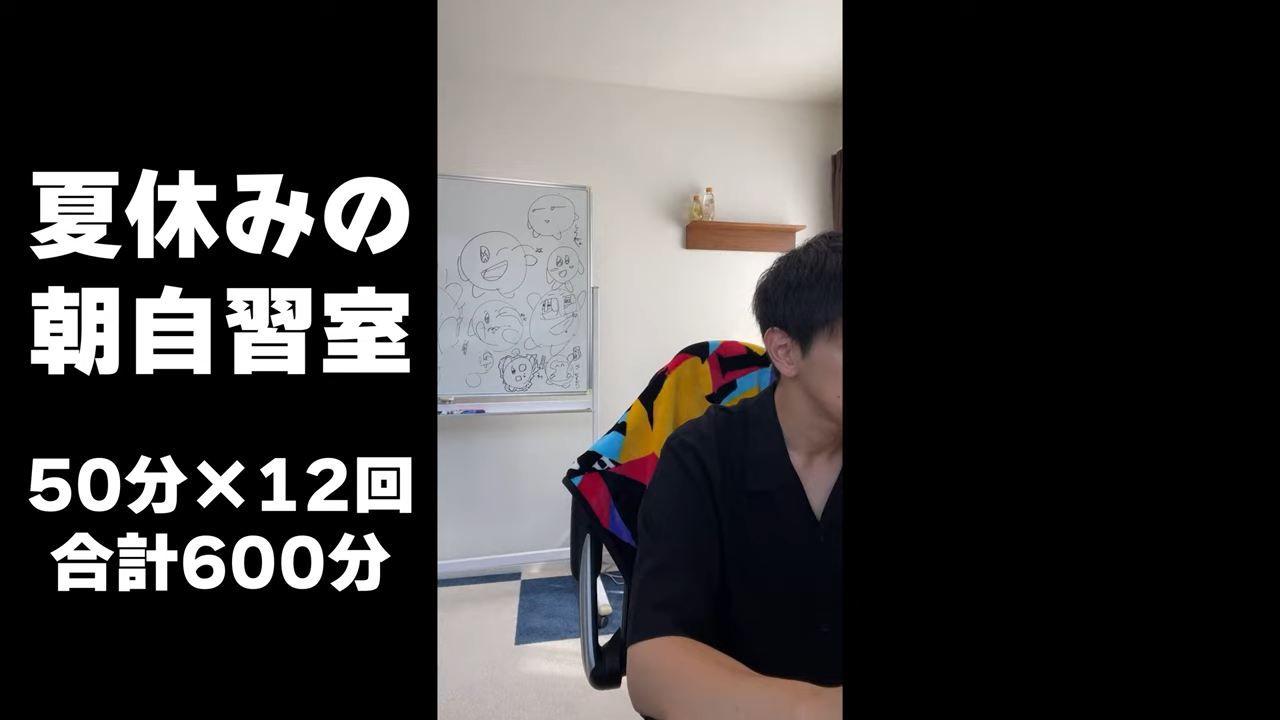 夏休みの
朝自習室
50分×12回
合計600分